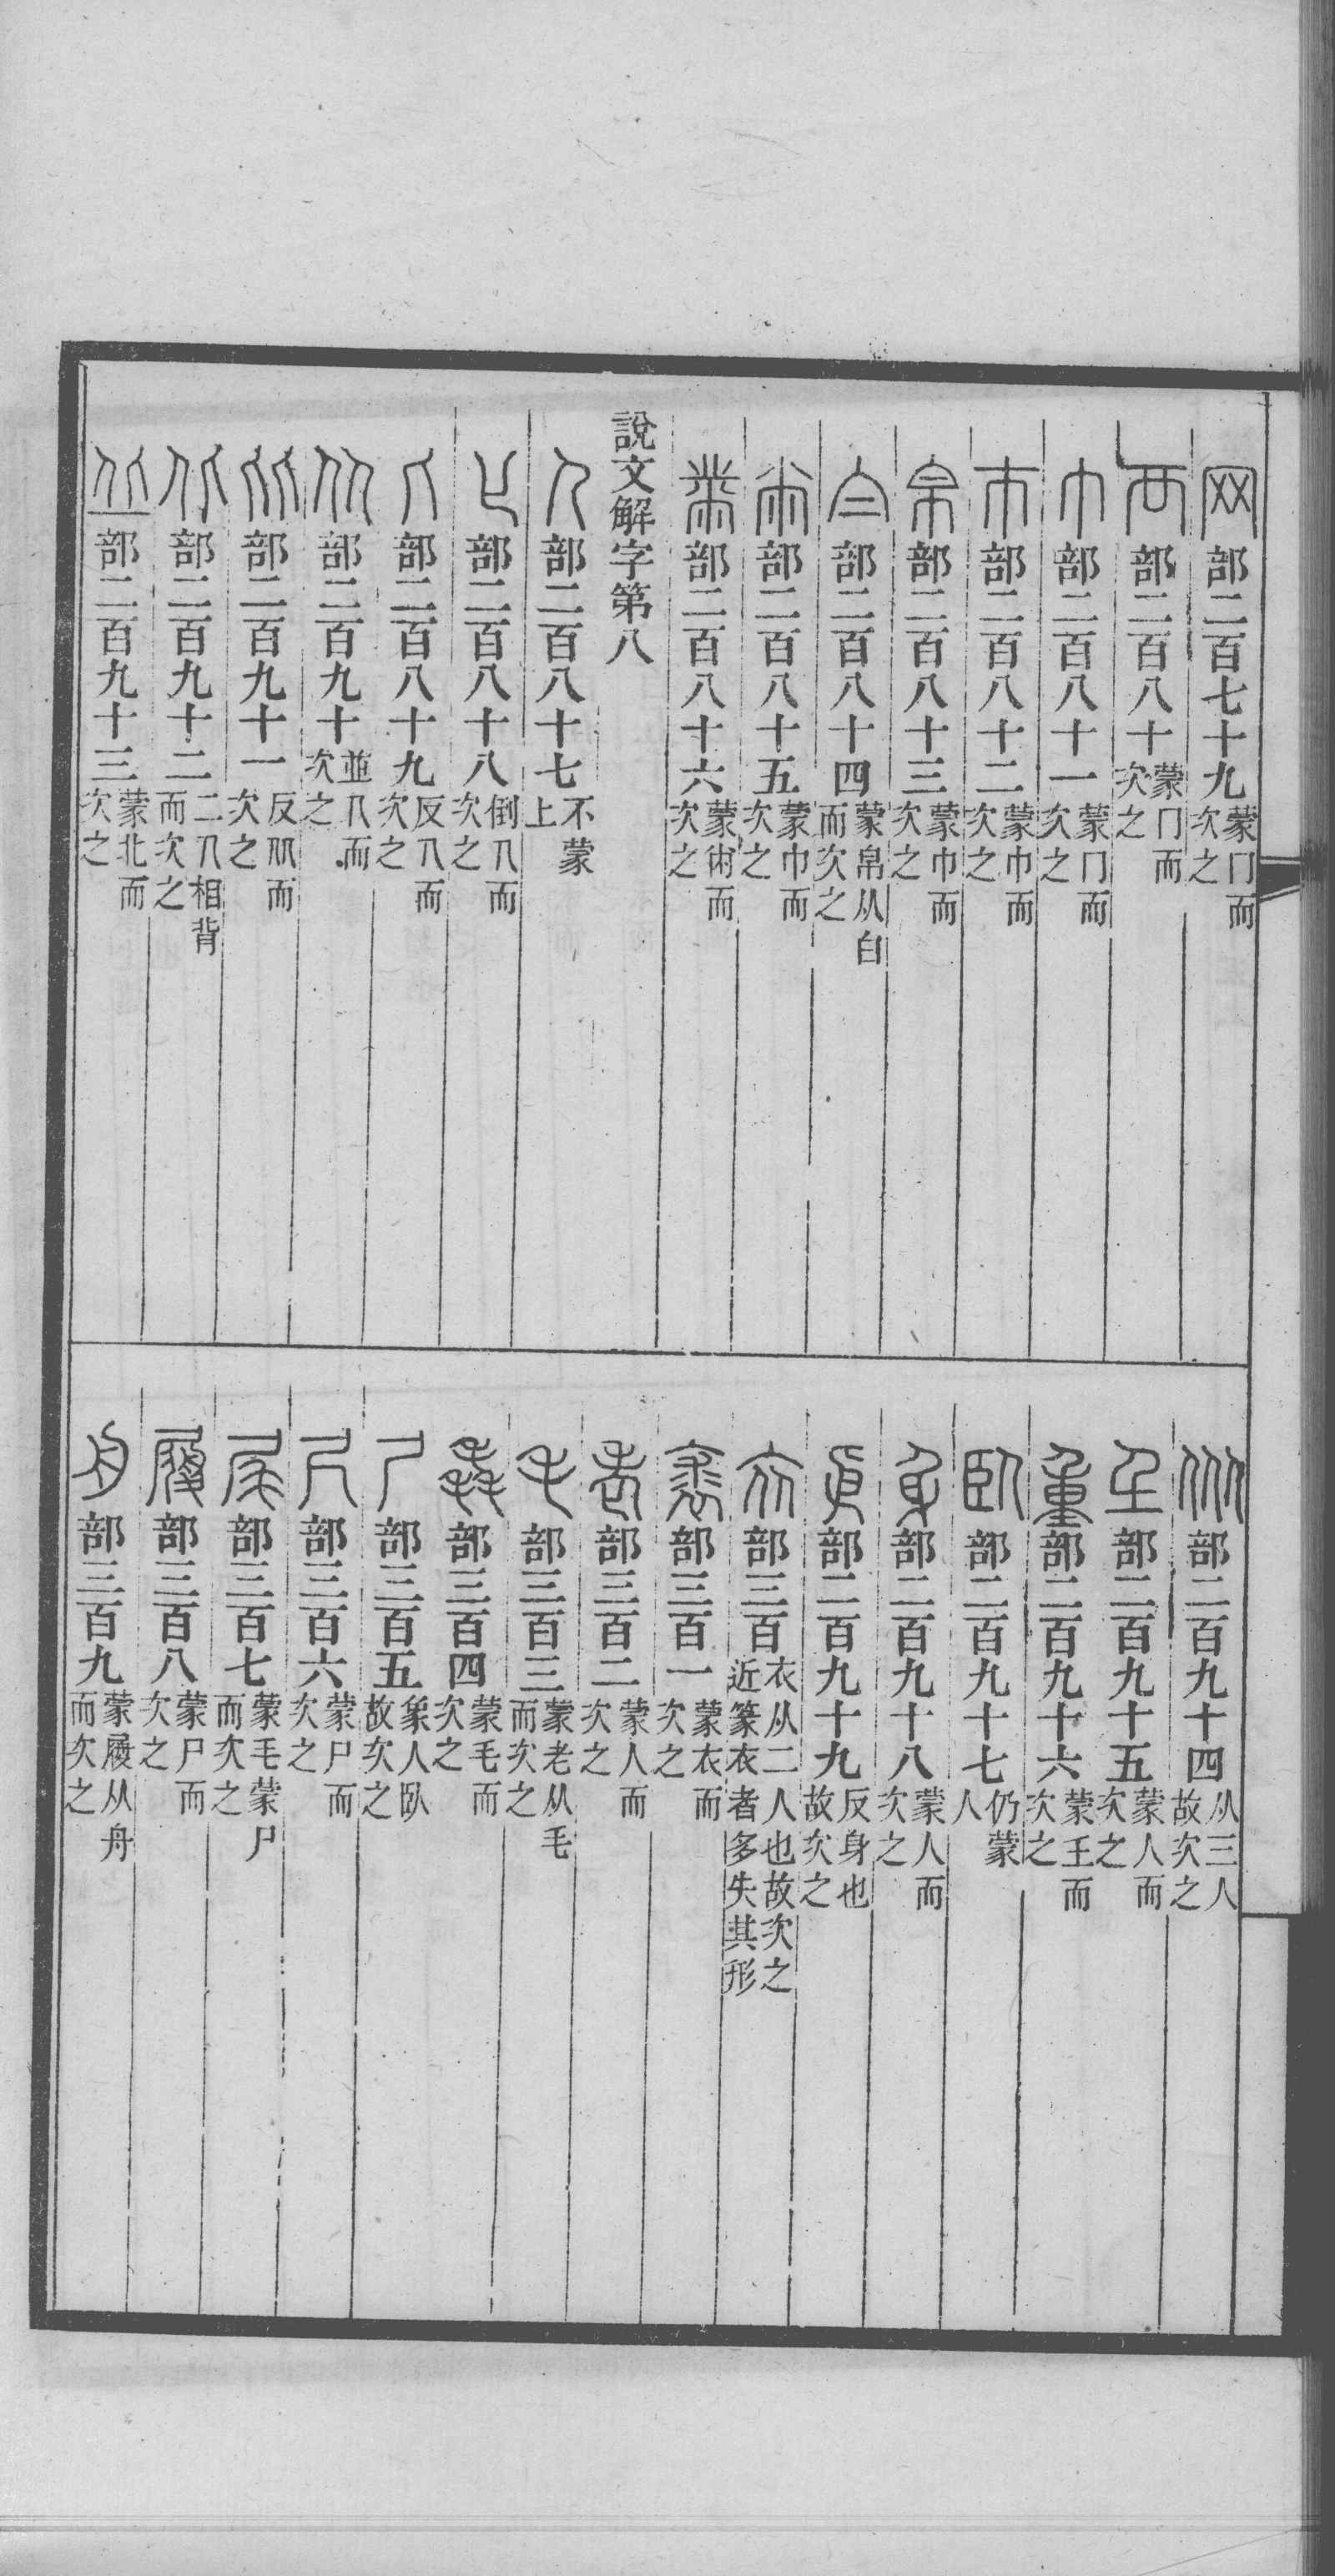 网部二百七十九蒙冂而次之
襾部二百八十蒙冂而次之
巾部二百八十一蒙冂而次之
巿部二百八十二蒙巾而次之
帛部二百八十三蒙巾而次之
白部二百八十四蒙帛从白而次之
㡀部二百八十五蒙巾而次之
黹部二百八十六蒙㡀而次之
說文解字第八
人部二百八十七不蒙上
匕部二百八十八倒人而次之
匕部二百八十九反人而次之
从部二百九十並人而次之
比部二百九十一反从而次之
北部二百九十二二人相背而次之
丘部二百九十三蒙北而次之
㐺部二百九十四从三人故次之
𡈼部二百九十五蒙人而次之
重部二百九十六蒙王而次之
臥部二百九十七仍蒙人
身部二百九十八蒙人而次之
㐆部二百九十九反身也故次之
衣部三百衣从二人也故次之近篆衣者多失其形
裘部三百一蒙衣而次之
老部三百二蒙人而次之
毛部三百三蒙老从毛而次之
毳部三百四蒙毛而次之
尸部三百五象人臥故次之
尺部三百六蒙尸而次之
尾部三百七蒙毛蒙尸而次之
履部三百八蒙尸而次之
舟部三百九蒙履从舟而次之